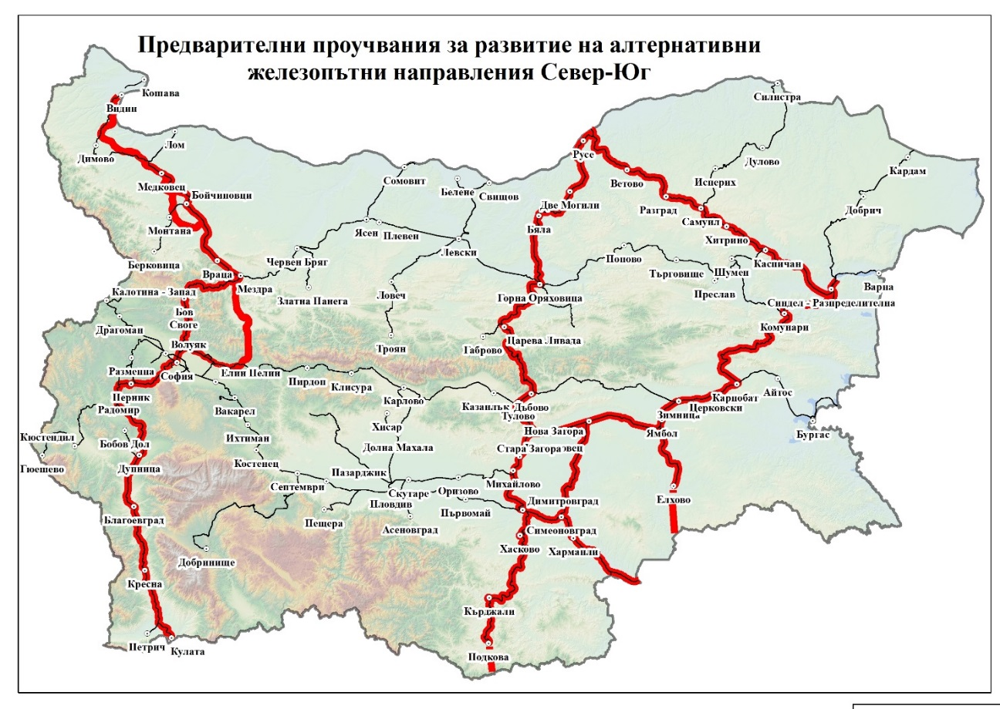 Предварителни проучвания за развитие на алтернативни
железопътни направления Север-Юг
Кошава
Видин
Силистра
Лом
Димово
Дулово
Русе
Кардам
Медковец
Сомовит
Ветово
Исперих
Бойчиновци
Белене
Свищов
Две Могили
Разград
Добрич
Самуил
Монтана
Ясен
Плевен
Бяла
Хитрино
Берковица
Червен Бряг
Левски
Попово
Каспичан
Враца
Търговище
Шумен
Мездра
Варна
Калотина - Запад
Златна Панега
Ловеч
Горна Оряховица
Преслав
Синдел - Разпределителна
Бов
Своге
Драгоман
Комунари
Волуяк
Царева Ливада
Троян
Габрово
Разменна
София
Елин Пелин
Пирдоп
Клисура
Перник
Карлово
Казанлък
Дъбово
Карнобат
Айтос
Радомир
Вакарел
Тулово
Церковски
Зимница
Хисар
Нова Загора
Ямбол
Бургас
Кюстендил
Бобов Дол
Ихтиман
Долна Махала
Стара Загора
овец
Гюешево
Дупница
Костенец
Пазарджик
Септември
Скутаре
Оризово
Михайлово
Пловдив
Димитровград
Елхово
Първомай
Благоевград
Пещера
Асеновград
Симеоновград
Хасково
Харманли
Добринище
Кресна
Кърджали
Петрич
Кулата
Подкова